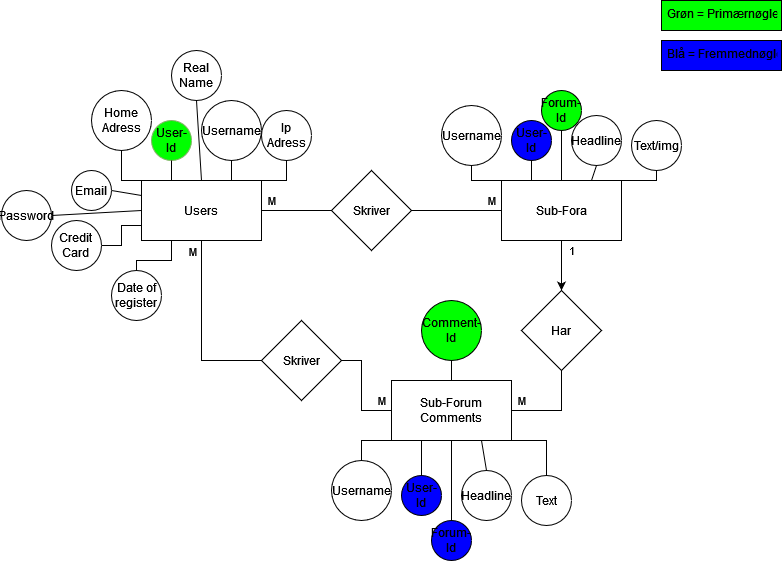 Grøn = Primærnøgle
Blå = Fremmednøgle
Real
Name
Home
Adress
User-
Id
Username
Ip
Adress
Email
Password
Credit
Card
Date of
register
Users
M
Skriver
M
Sub-Fora
Username
User-
Id
Forum-
Id
Headline
Text/img
M
1
Har
Skriver
Comment-
Id
M
Sub-Forum
Comments
M
Username
User-
Id
Forum-
Id
Headline
Text